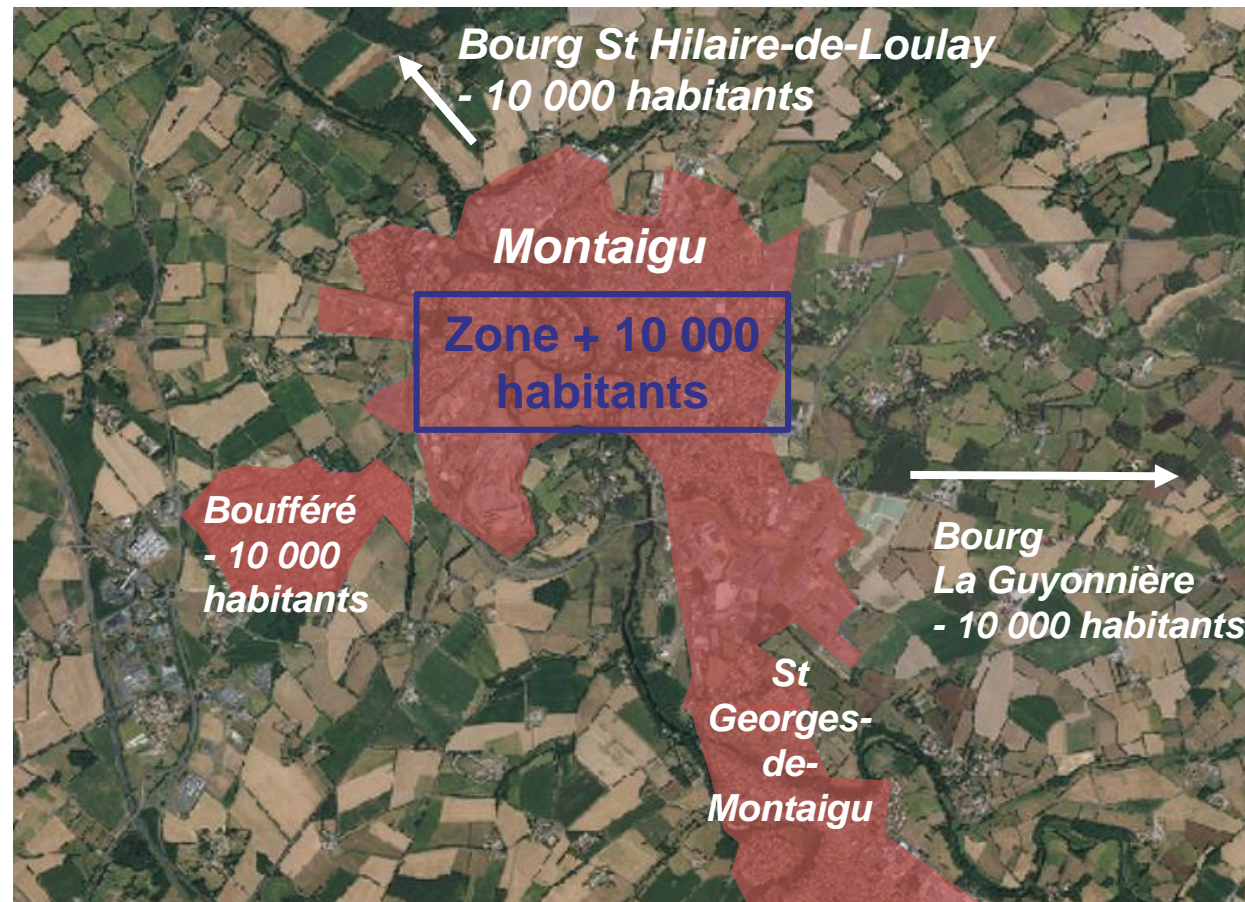 Bourg St Hilaire-de-Loulay
- 10 000 habitants
Montaigu
Zone + 10 000
habitants
Boufféré
- 10 000
habitants
Bourg
La Guyonnière
- 10 000 habitants
St
Georges-
de-
Montaigu